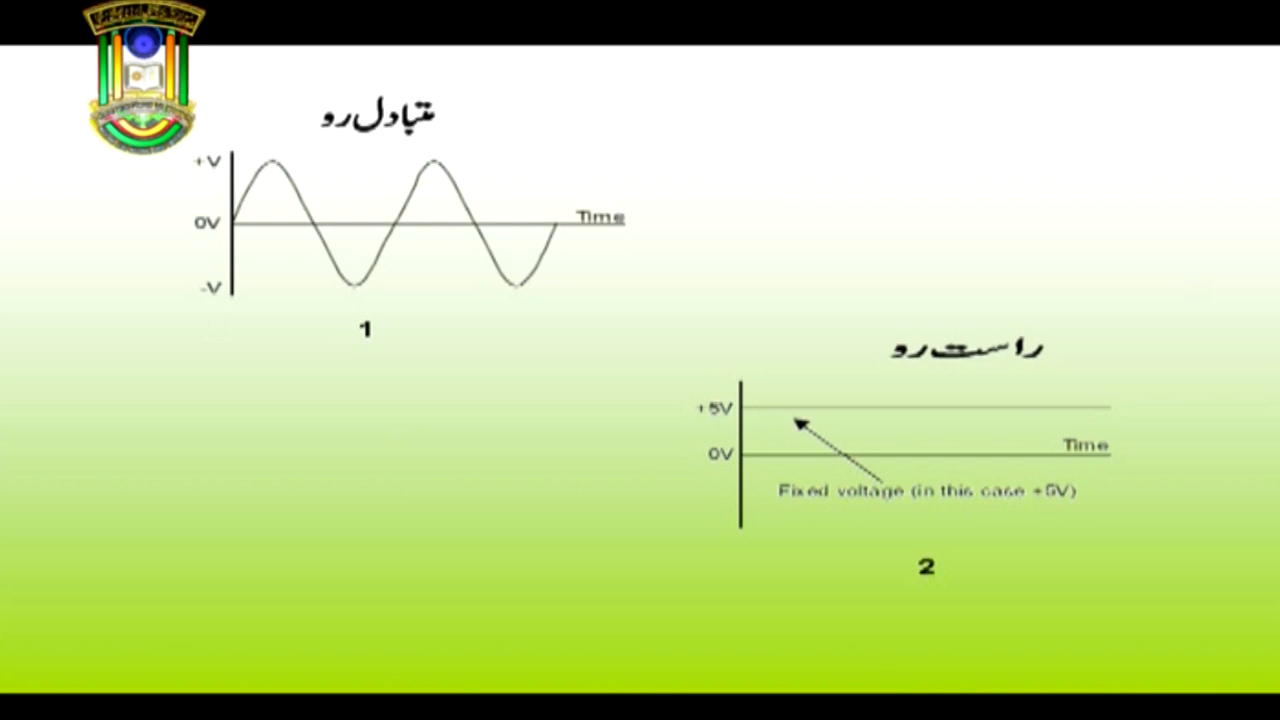 متبادل رو
+V
0V
Time
-V
1
راست رو
+5V
Time
0V
Fixed voltage (in this case +5V)
2